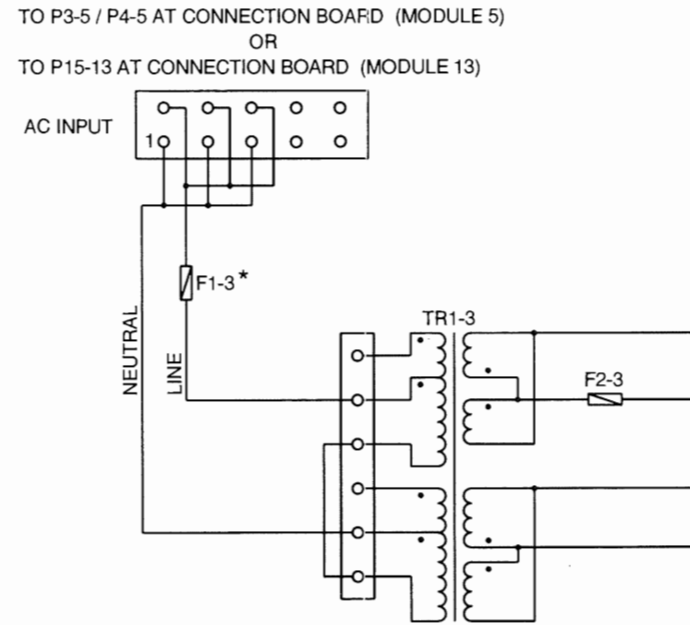 TO P3-5 / P4-5 AT CONNECTION BOARD (MODULE 5)
OR
TO P15-13 AT CONNECTION BOARD (MODULE 13)
AC INPUT
1
F1-3*
NEUTRAL
LINE
TR1-3
F2-3